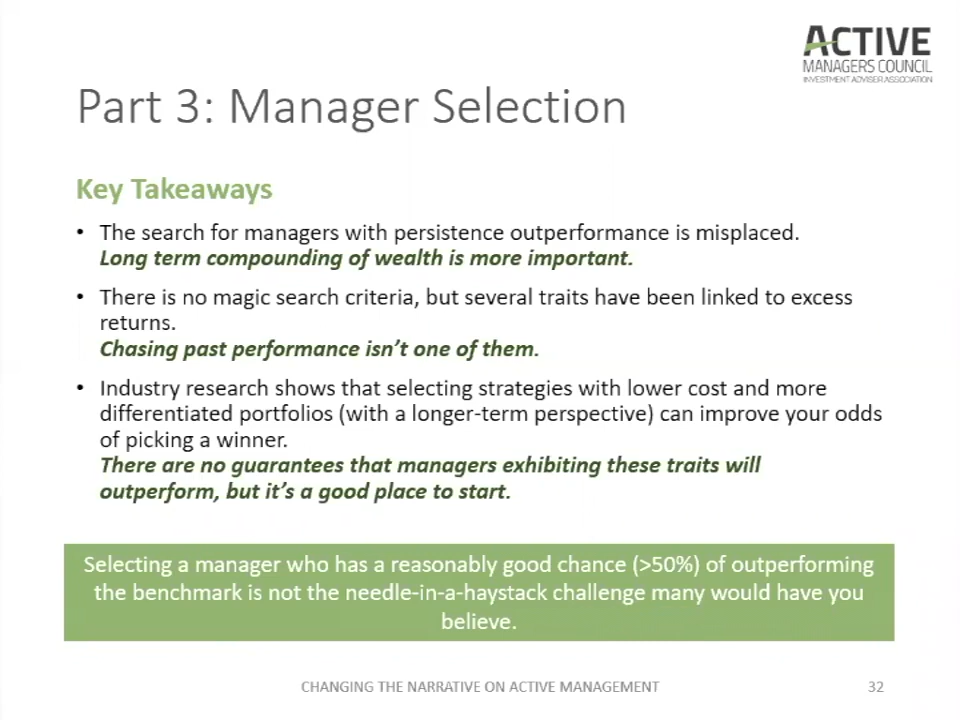 ACTIVE
MANAGERS COUNCIL
INVESTMENT ADVISER ASSOCIATION
Part 3: Manager Selection
Key Takeaways
• The search for managers with persistence outperformance is misplaced.
Long term compounding of wealth is more important.
• There is no magic search criteria, but several traits have been linked to excess
returns.
Chasing past performance isn't one of them.
• Industry research shows that selecting strategies with lower cost and more
differentiated portfolios (with a longer-term perspective) can improve your odds
of picking a winner.
There are no guarantees that managers exhibiting these traits will
outperform, but it's a good place to start.
Selecting a manager who has a reasonably good chance (>50%) of outperforming
the benchmark is not the needle-in-a-haystack challenge many would have you
believe.
CHANGING THE NARRATIVE ON ACTIVE MANAGEMENT
32